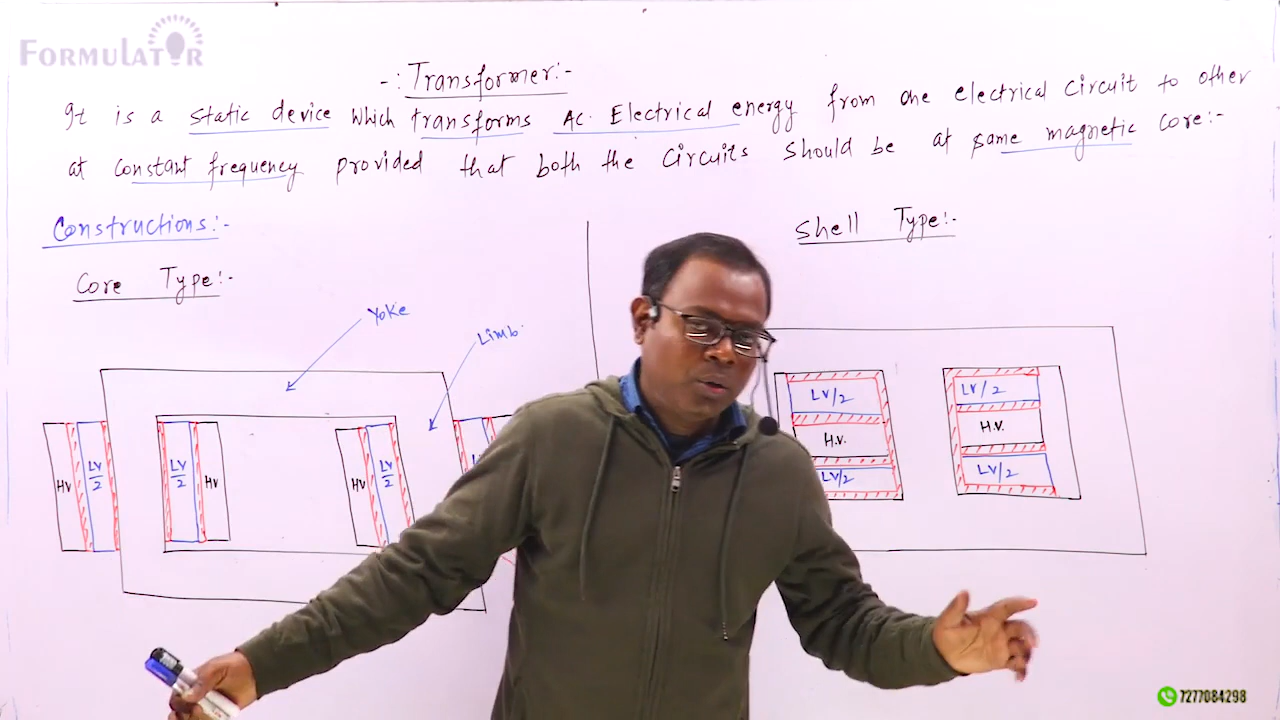 FORMULATOR
-: Transformer:-
It is a static device which transforms AC. Electrical energy from one electrical circuit to other
at constant frequency provided that both the circuits should be at same magnetic core:-
Constructions:-
Core Type:-
Yoke
Limb
HV
LV/2
LV/2
HV
HV
LV/2
Shell Type:-
LV/2
H.V.
LV/2
LV/2
H.V.
LV/2
7277084298